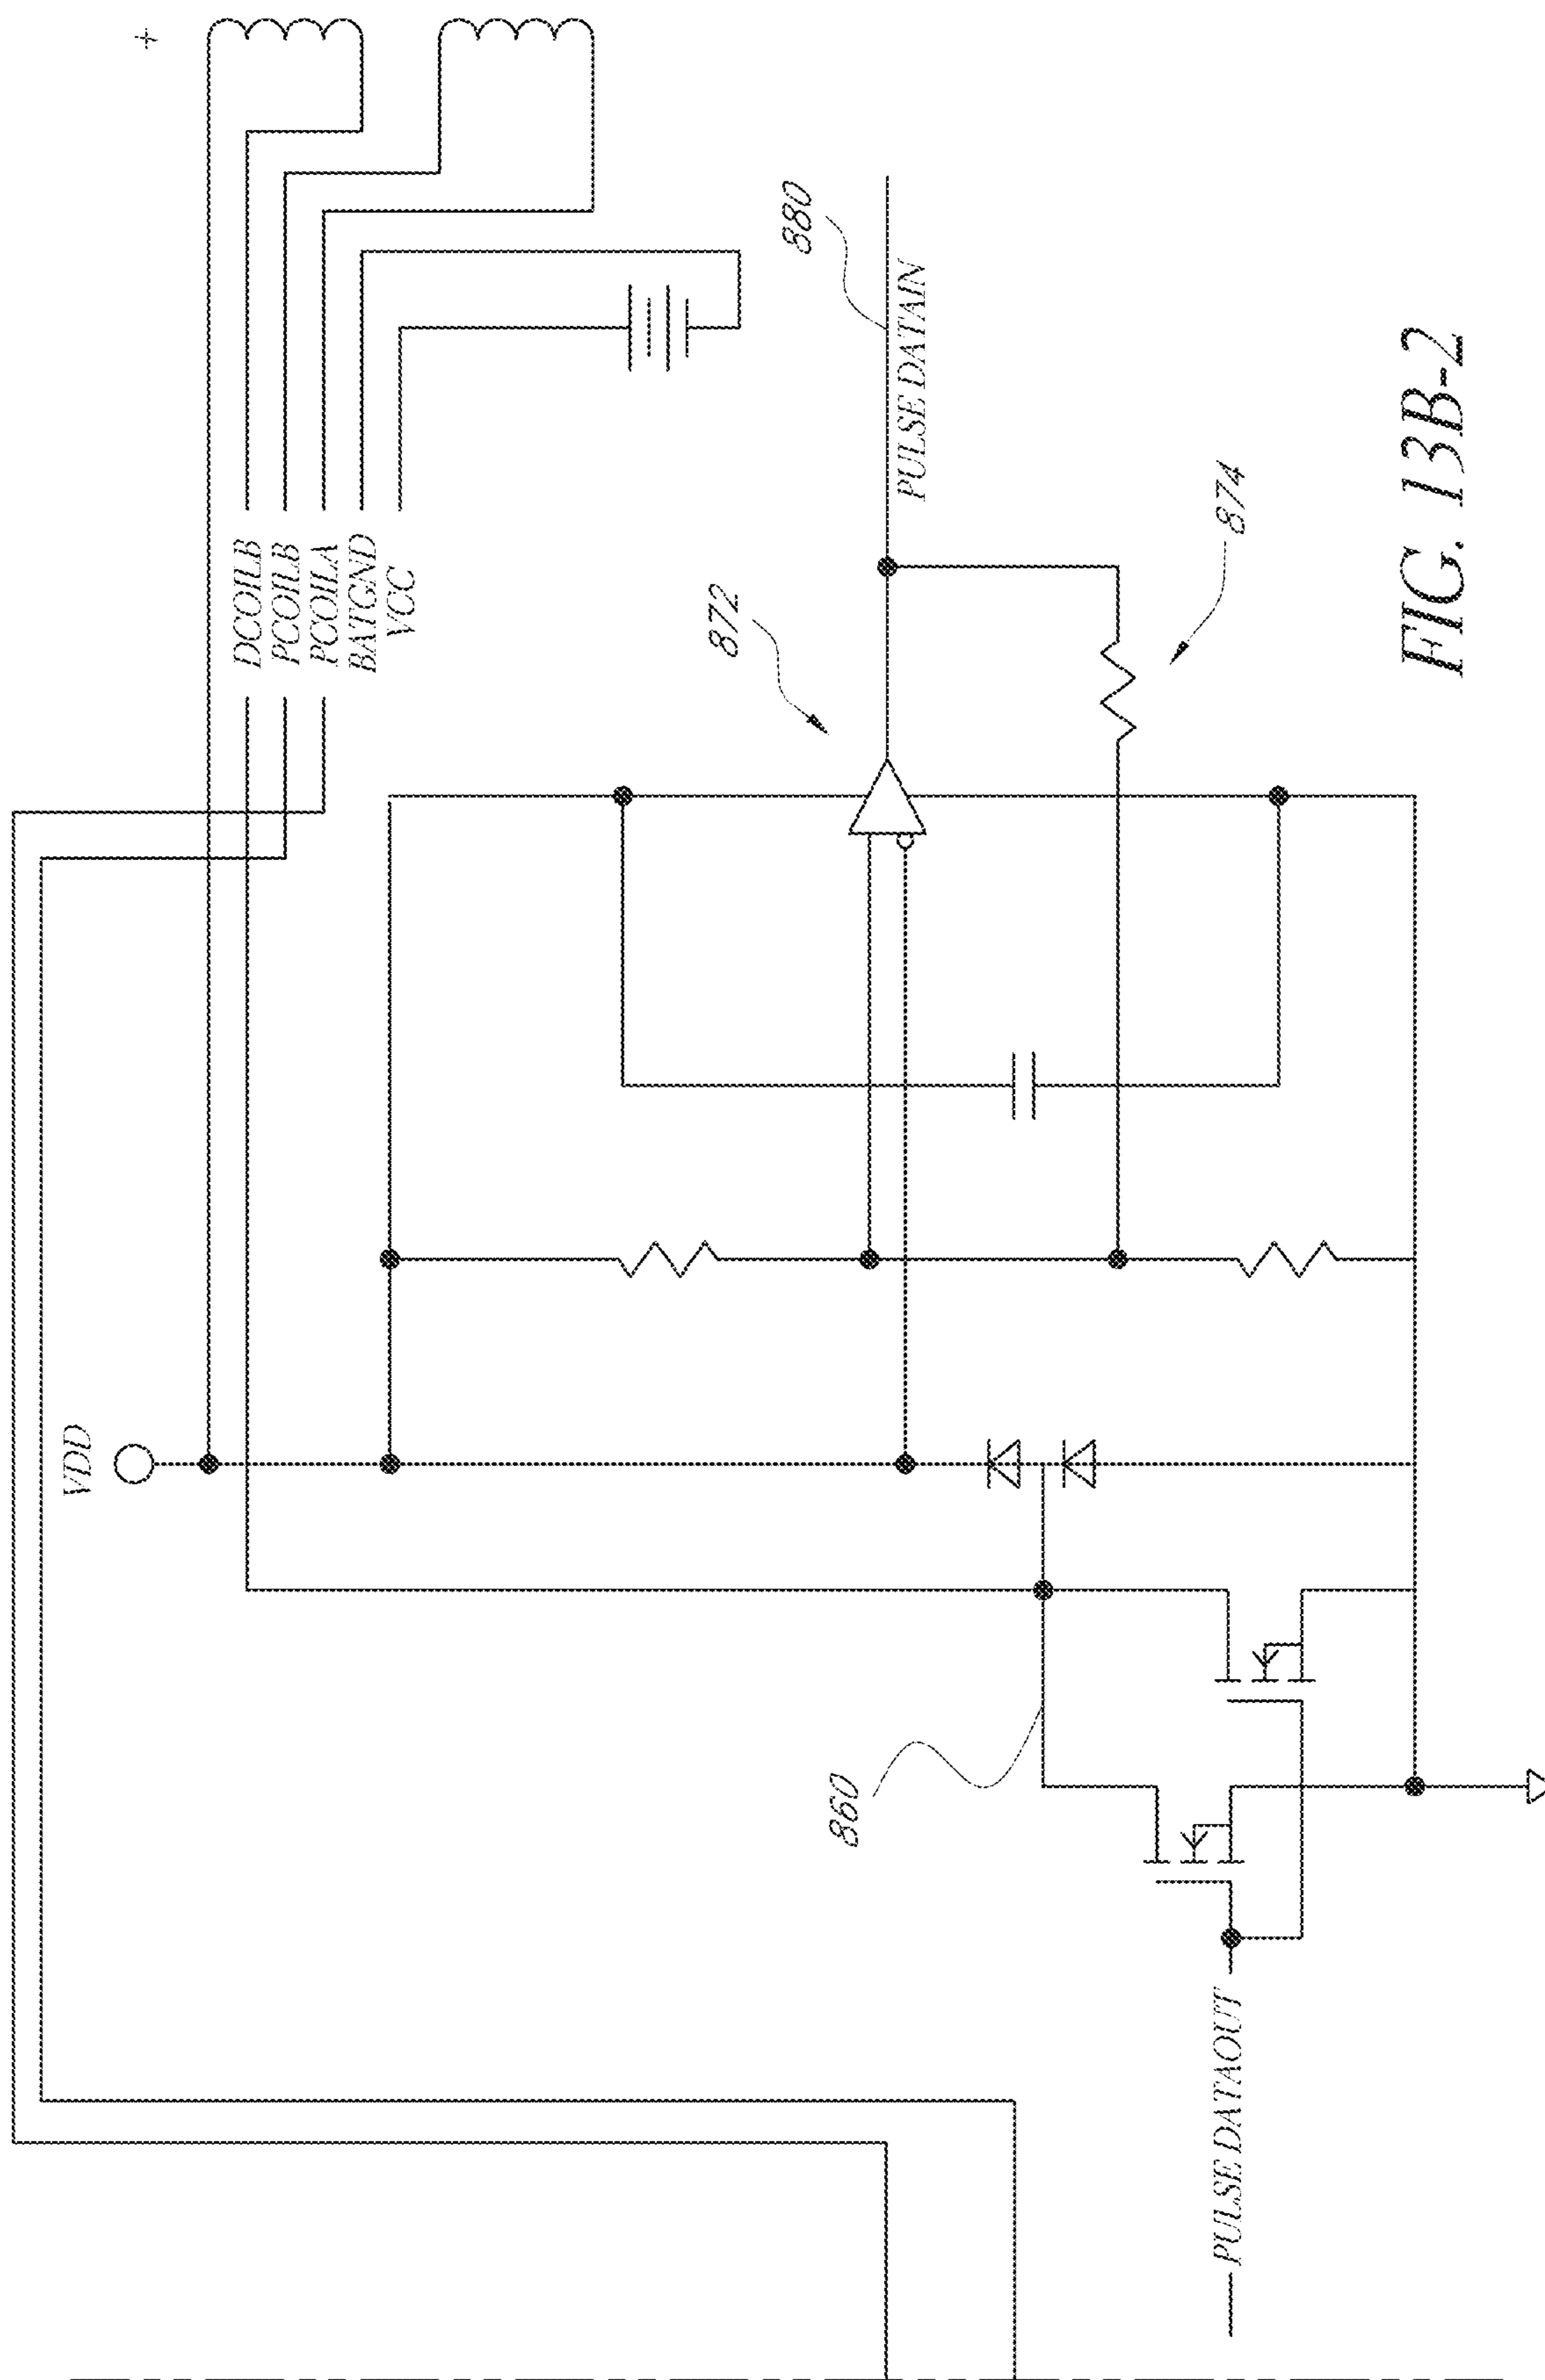 +
DCOILB
PCOILB
PCOILA
BATGND
VCC
VDD
872
880
PULSE DATAIN
874
860
PULSE DATAOUT
FIG. 13B-2